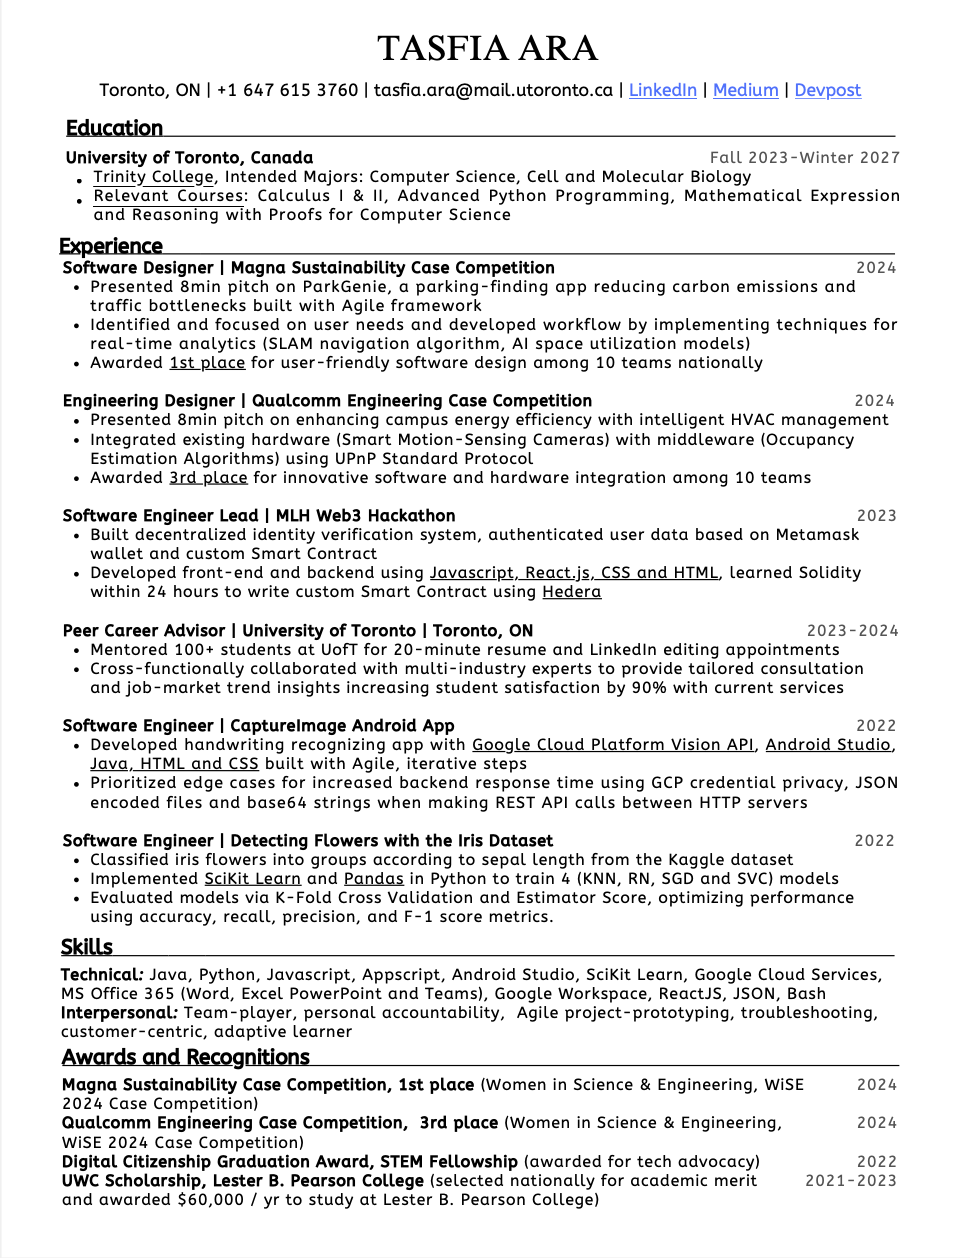 TASFIA ARA
Toronto, ON | +1 647 615 3760 | tasfia.ara@mail.utoronto.ca | LinkedIn | Medium | Devpost
Education
University of Toronto, Canada Fall 2023-Winter 2027
• Trinity College, Intended Majors: Computer Science, Cell and Molecular Biology
• Relevant Courses: Calculus I & II, Advanced Python Programming, Mathematical Expression
and Reasoning with Proofs for Computer Science
Experience
Software Designer | Magna Sustainability Case Competition 2024
• Presented 8min pitch on ParkGenie, a parking-finding app reducing carbon emissions and
traffic bottlenecks built with Agile framework
• Identified and focused on user needs and developed workflow by implementing techniques for
real-time analytics (SLAM navigation algorithm, AI space utilization models)
• Awarded 1st place for user-friendly software design among 10 teams nationally
Engineering Designer | Qualcomm Engineering Case Competition 2024
• Presented 8min pitch on enhancing campus energy efficiency with intelligent HVAC management
• Integrated existing hardware (Smart Motion-Sensing Cameras) with middleware (Occupancy
Estimation Algorithms) using UPnP Standard Protocol
• Awarded 3rd place for innovative software and hardware integration among 10 teams
Software Engineer Lead | MLH Web3 Hackathon 2023
• Built decentralized identity verification system, authenticated user data based on Metamask
wallet and custom Smart Contract
• Developed front-end and backend using Javascript, React.js, CSS and HTML, learned Solidity
within 24 hours to write custom Smart Contract using Hedera
Peer Career Advisor | University of Toronto | Toronto, ON 2023-2024
• Mentored 100+ students at UofT for 20-minute resume and LinkedIn editing appointments
• Cross-functionally collaborated with multi-industry experts to provide tailored consultation
and job-market trend insights increasing student satisfaction by 90% with current services
Software Engineer | CaptureImage Android App 2022
• Developed handwriting recognizing app with Google Cloud Platform Vision API, Android Studio,
Java, HTML and CSS built with Agile, iterative steps
• Prioritized edge cases for increased backend response time using GCP credential privacy, JSON
encoded files and base64 strings when making REST API calls between HTTP servers
Software Engineer | Detecting Flowers with the Iris Dataset 2022
• Classified iris flowers into groups according to sepal length from the Kaggle dataset
• Implemented SciKit Learn and Pandas in Python to train 4 (KNN, RN, SGD and SVC) models
• Evaluated models via K-Fold Cross Validation and Estimator Score, optimizing performance
using accuracy, recall, precision, and F-1 score metrics.
Skills
Technical: Java, Python, Javascript, Appscript, Android Studio, SciKit Learn, Google Cloud Services,
MS Office 365 (Word, Excel PowerPoint and Teams), Google Workspace, ReactJS, JSON, Bash
Interpersonal: Team-player, personal accountability, Agile project-prototyping, troubleshooting,
customer-centric, adaptive learner
Awards and Recognitions
Magna Sustainability Case Competition, 1st place (Women in Science & Engineering, WiSE 2024
2024 Case Competition)
Qualcomm Engineering Case Competition, 3rd place (Women in Science & Engineering, 2024
WiSE 2024 Case Competition)
Digital Citizenship Graduation Award, STEM Fellowship (awarded for tech advocacy) 2022
UWC Scholarship, Lester B. Pearson College (selected nationally for academic merit 2021-2023
and awarded $60,000 / yr to study at Lester B. Pearson College)